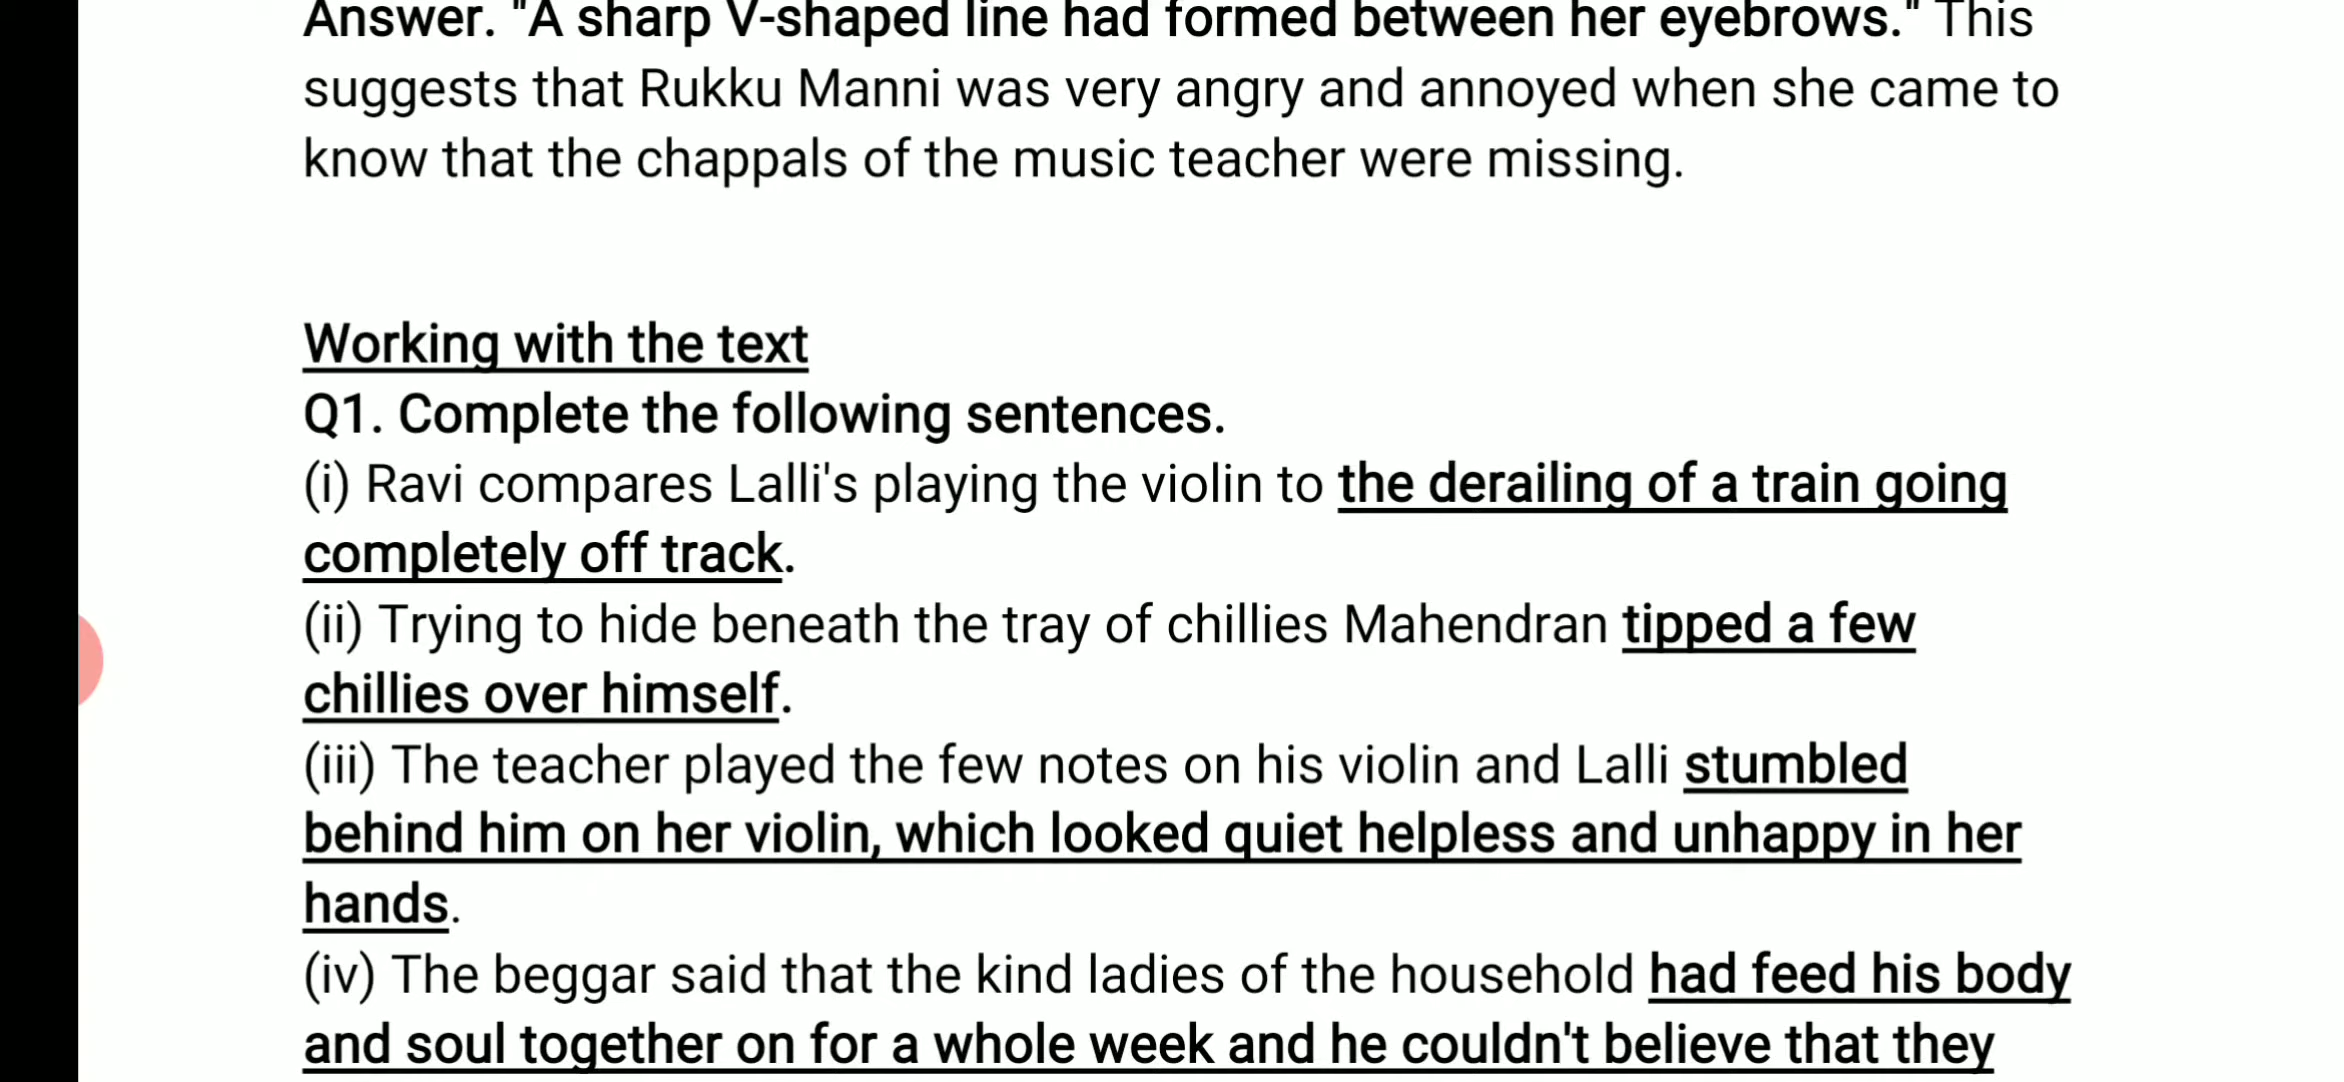 Answer. "A sharp V-shaped line had formed between her eyebrows." This
suggests that Rukku Manni was very angry and annoyed when she came to
know that the chappals of the music teacher were missing.
Working with the text
Q1. Complete the following sentences.
(i) Ravi compares Lalli's playing the violin to the derailing of a train going
completely off track.
(ii) Trying to hide beneath the tray of chillies Mahendran tipped a few
chillies over himself.
(iii) The teacher played the few notes on his violin and Lalli stumbled
behind him on her violin, which looked quiet helpless and unhappy in her
hands.
(iv) The beggar said that the kind ladies of the household had feed his body
and soul together on for a whole week and he couldn't believe that they